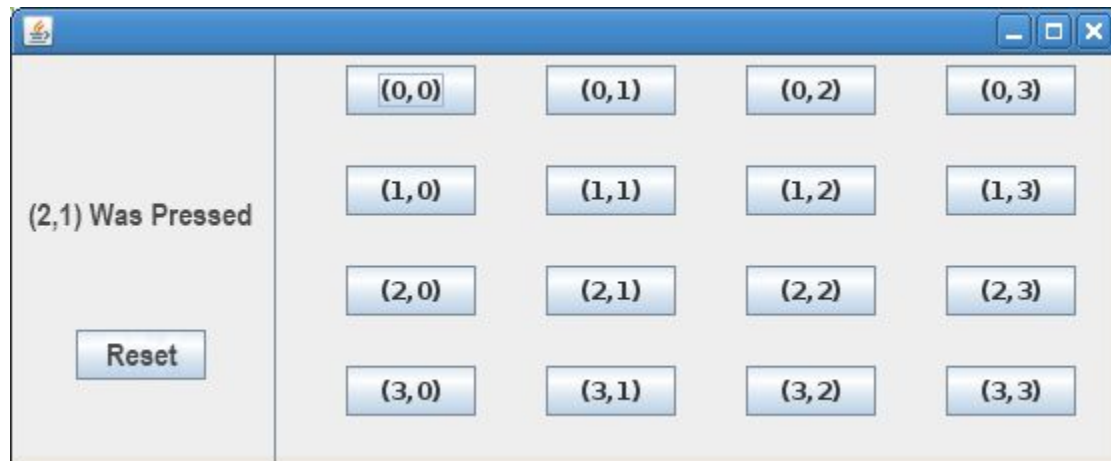 (0,0) (0,1) (0,2) (0,3)
(1,0) (1,1) (1,2) (1,3)
(2,1) Was Pressed
(2,0) (2,1) (2,2) (2,3)
Reset
(3,0) (3,1) (3,2) (3,3)